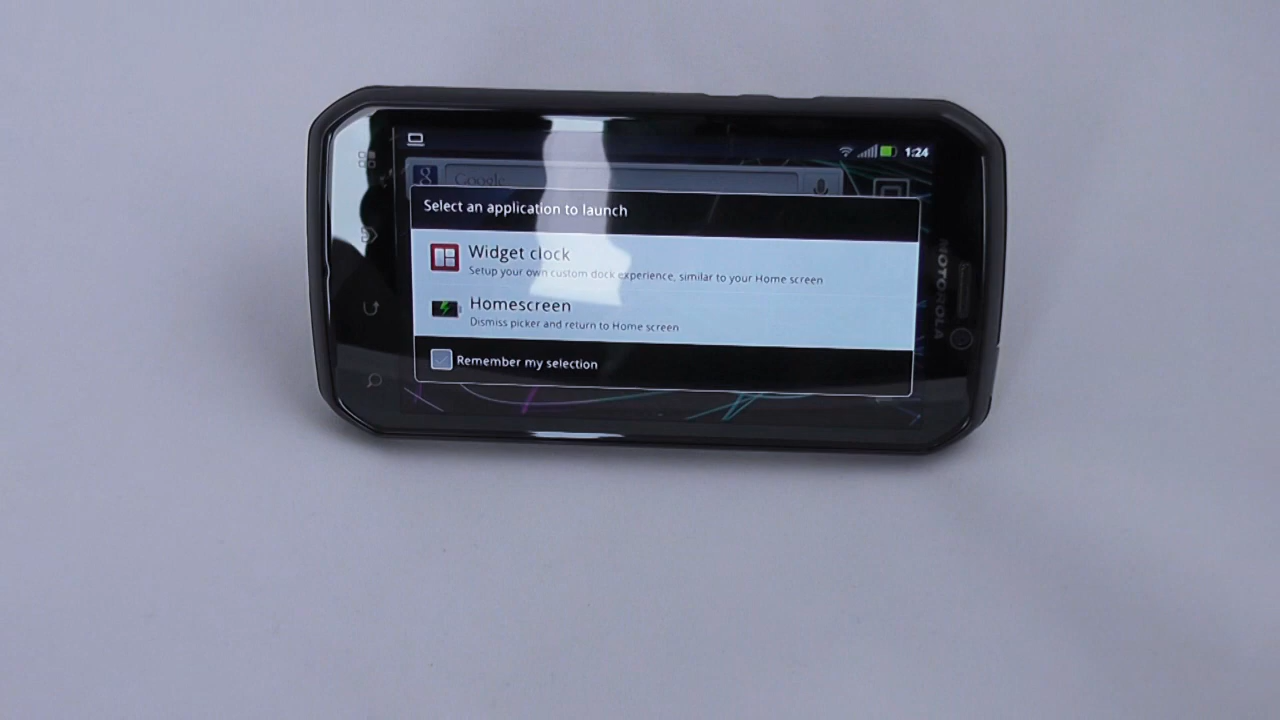 1:24
Google
Select an application to launch
Widget clock
Setup your own custom dock experience, similar to your Home screen
Homescreen
Dismiss picker and return to Home screen
Remember my selection
MOTOROLA